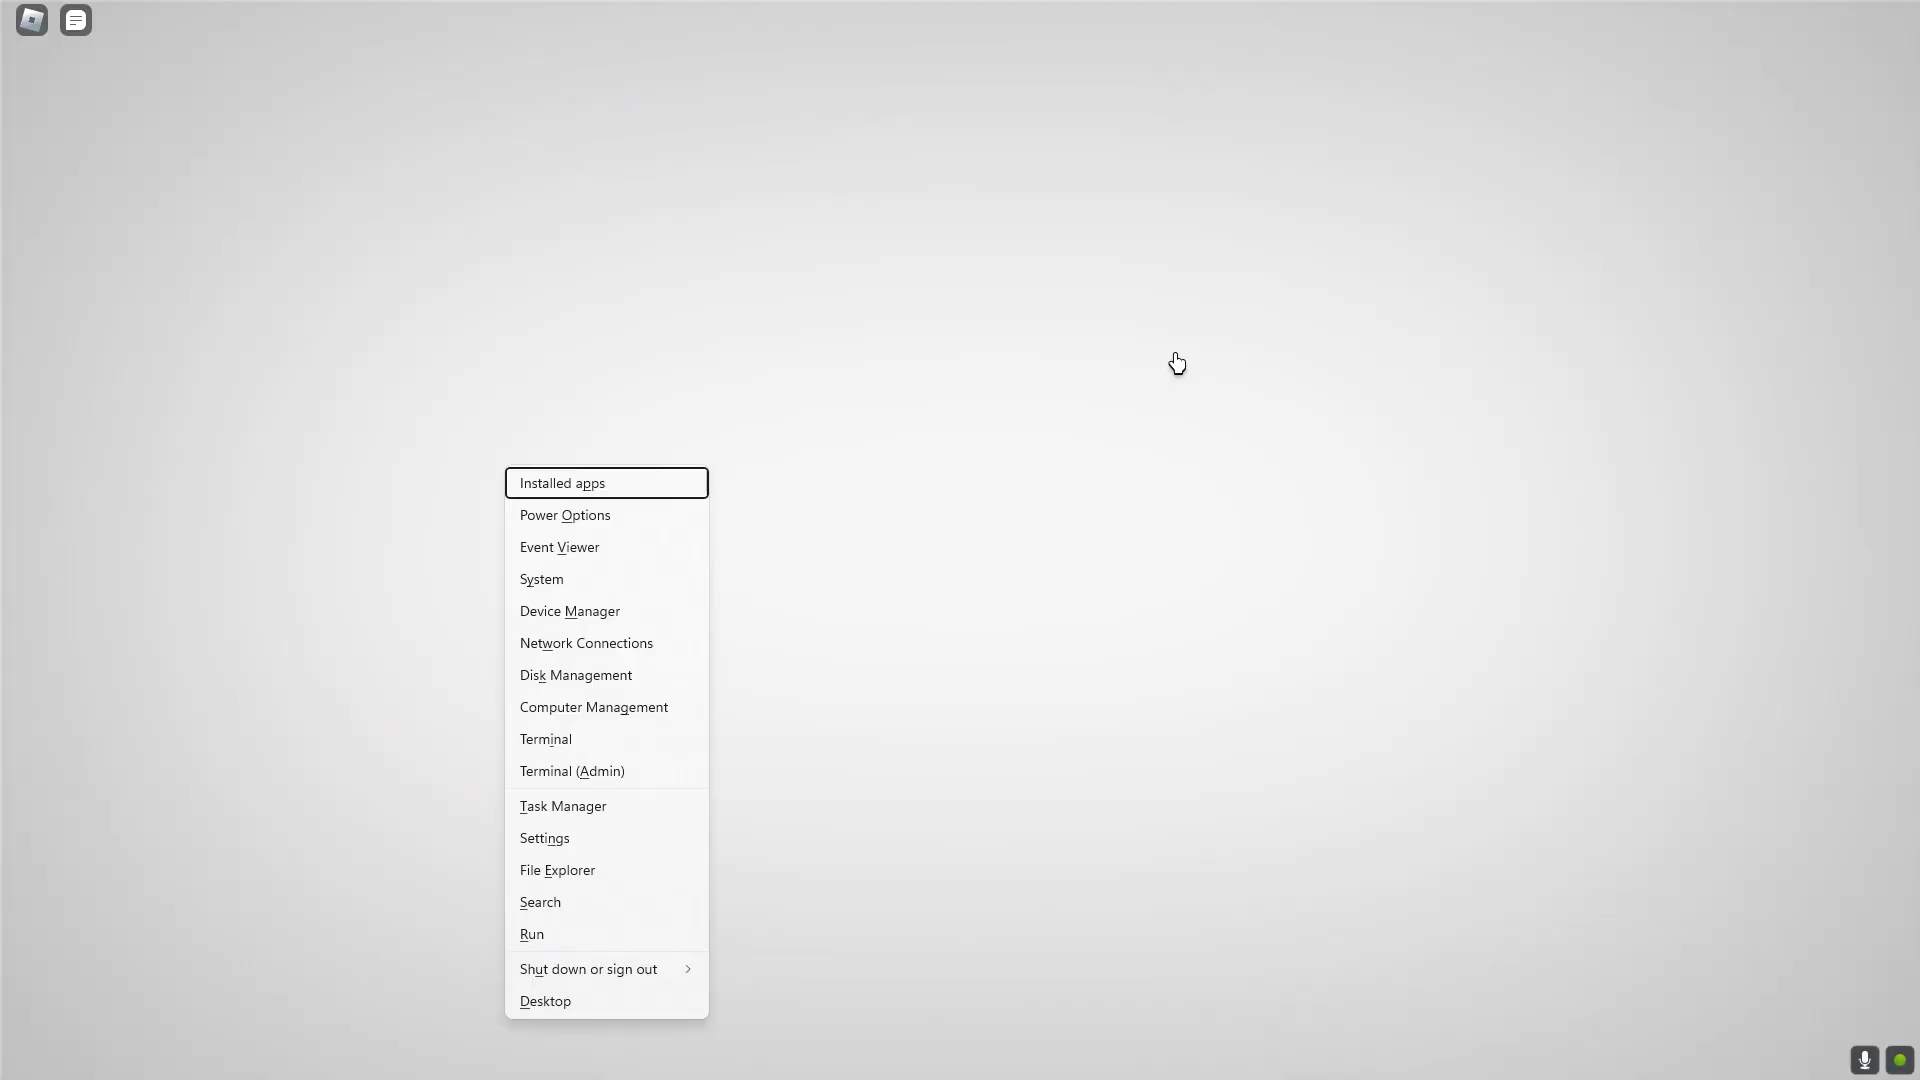 Installed apps
Power Options
Event Viewer
System
Device Manager
Network Connections
Disk Management
Computer Management
Terminal
Terminal (Admin)
Task Manager
Settings
File Explorer
Search
Run
Shut down or sign out
Desktop